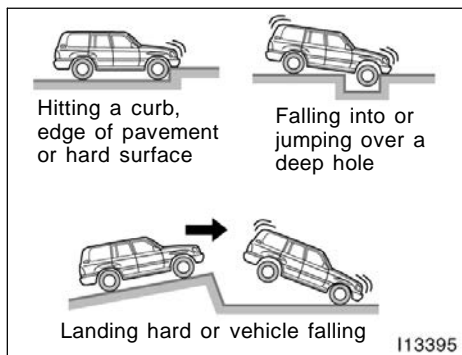 Hitting a curb,
edge of pavement
or hard surface
Falling into or
jumping over a
deep hole
Landing hard or vehicle falling
I13395